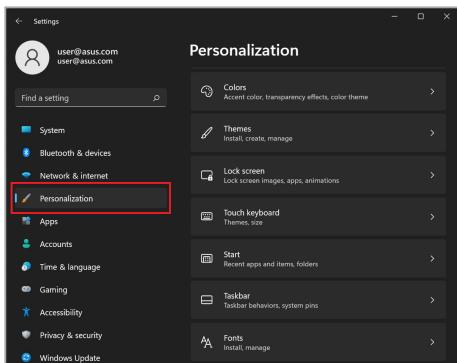 Settings
user@asus.com
user@asus.com
Find a setting
System
Bluetooth & devices
Network & internet
Personalization
Apps
Accounts
Time & language
Gaming
Accessibility
Privacy & security
Windows Update
Personalization
Colors
Accent color, transparency effects, color theme
Themes
Install, create, manage
Lock screen
Lock screen images, apps, animations
Touch keyboard
Themes, size
Start
Recent apps and items, folders
Taskbar
Taskbar behaviors, system pins
Fonts
Install, manage